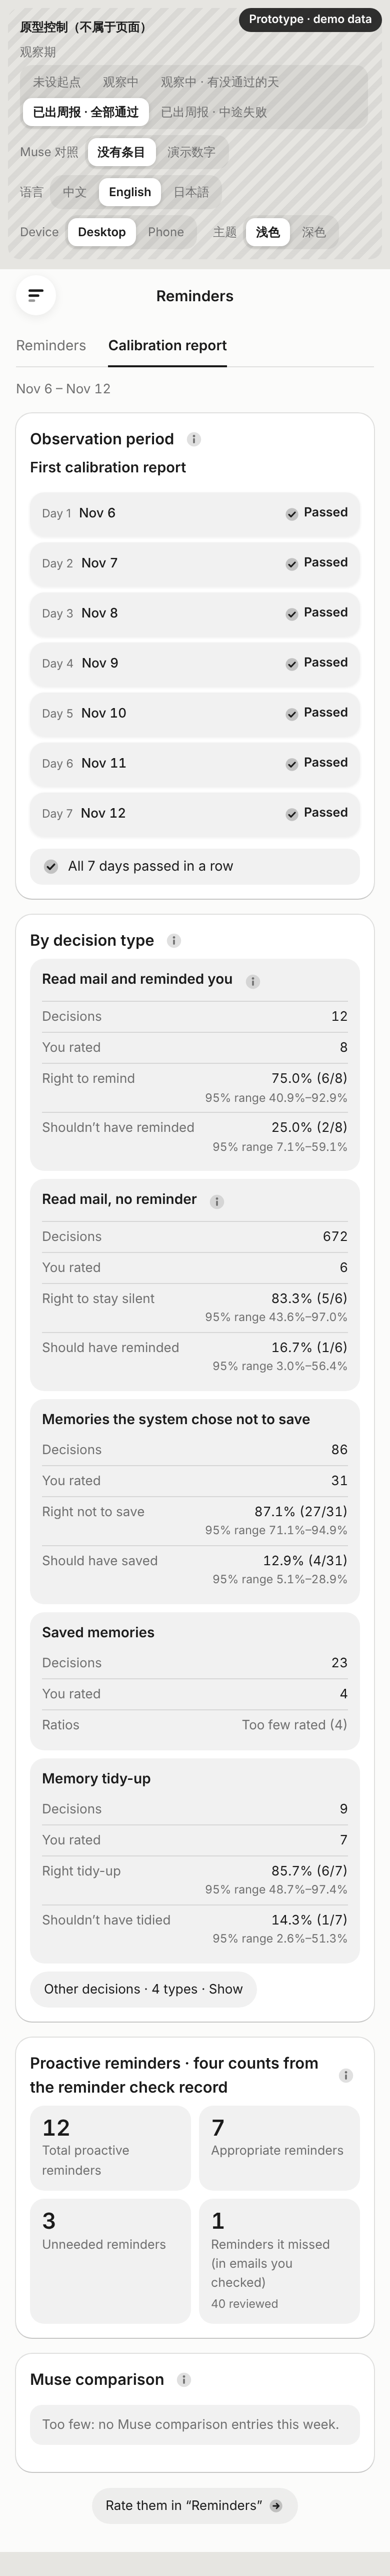 原型控制（不属于页面）
Prototype · demo data
观察期
未设起点 观察中 观察中 · 有没通过的天
已出周报 · 全部通过 已出周报 · 中途失败
Muse 对照 没有条目 演示数字
语言 中文 English 日本語
Device Desktop Phone 主题 浅色 深色
Reminders
Reminders Calibration report
Nov 6 – Nov 12
Observation period
First calibration report
Day 1 Nov 6 Passed
Day 2 Nov 7 Passed
Day 3 Nov 8 Passed
Day 4 Nov 9 Passed
Day 5 Nov 10 Passed
Day 6 Nov 11 Passed
Day 7 Nov 12 Passed
All 7 days passed in a row
By decision type
Read mail and reminded you
Decisions 12
You rated 8
Right to remind 75.0% (6/8)
95% range 40.9%–92.9%
Shouldn’t have reminded 25.0% (2/8)
95% range 7.1%–59.1%
Read mail, no reminder
Decisions 672
You rated 6
Right to stay silent 83.3% (5/6)
95% range 43.6%–97.0%
Should have reminded 16.7% (1/6)
95% range 3.0%–56.4%
Memories the system chose not to save
Decisions 86
You rated 31
Right not to save 87.1% (27/31)
95% range 71.1%–94.9%
Should have saved 12.9% (4/31)
95% range 5.1%–28.9%
Saved memories
Decisions 23
You rated 4
Ratios Too few rated (4)
Memory tidy-up
Decisions 9
You rated 7
Right tidy-up 85.7% (6/7)
95% range 48.7%–97.4%
Shouldn’t have tidied 14.3% (1/7)
95% range 2.6%–51.3%
Other decisions · 4 types · Show
Proactive reminders · four counts from
the reminder check record
12
Total proactive
reminders
7
Appropriate reminders
3
Unneeded reminders
1
Reminders it missed
(in emails you
checked)
40 reviewed
Muse comparison
Too few: no Muse comparison entries this week.
Rate them in “Reminders”